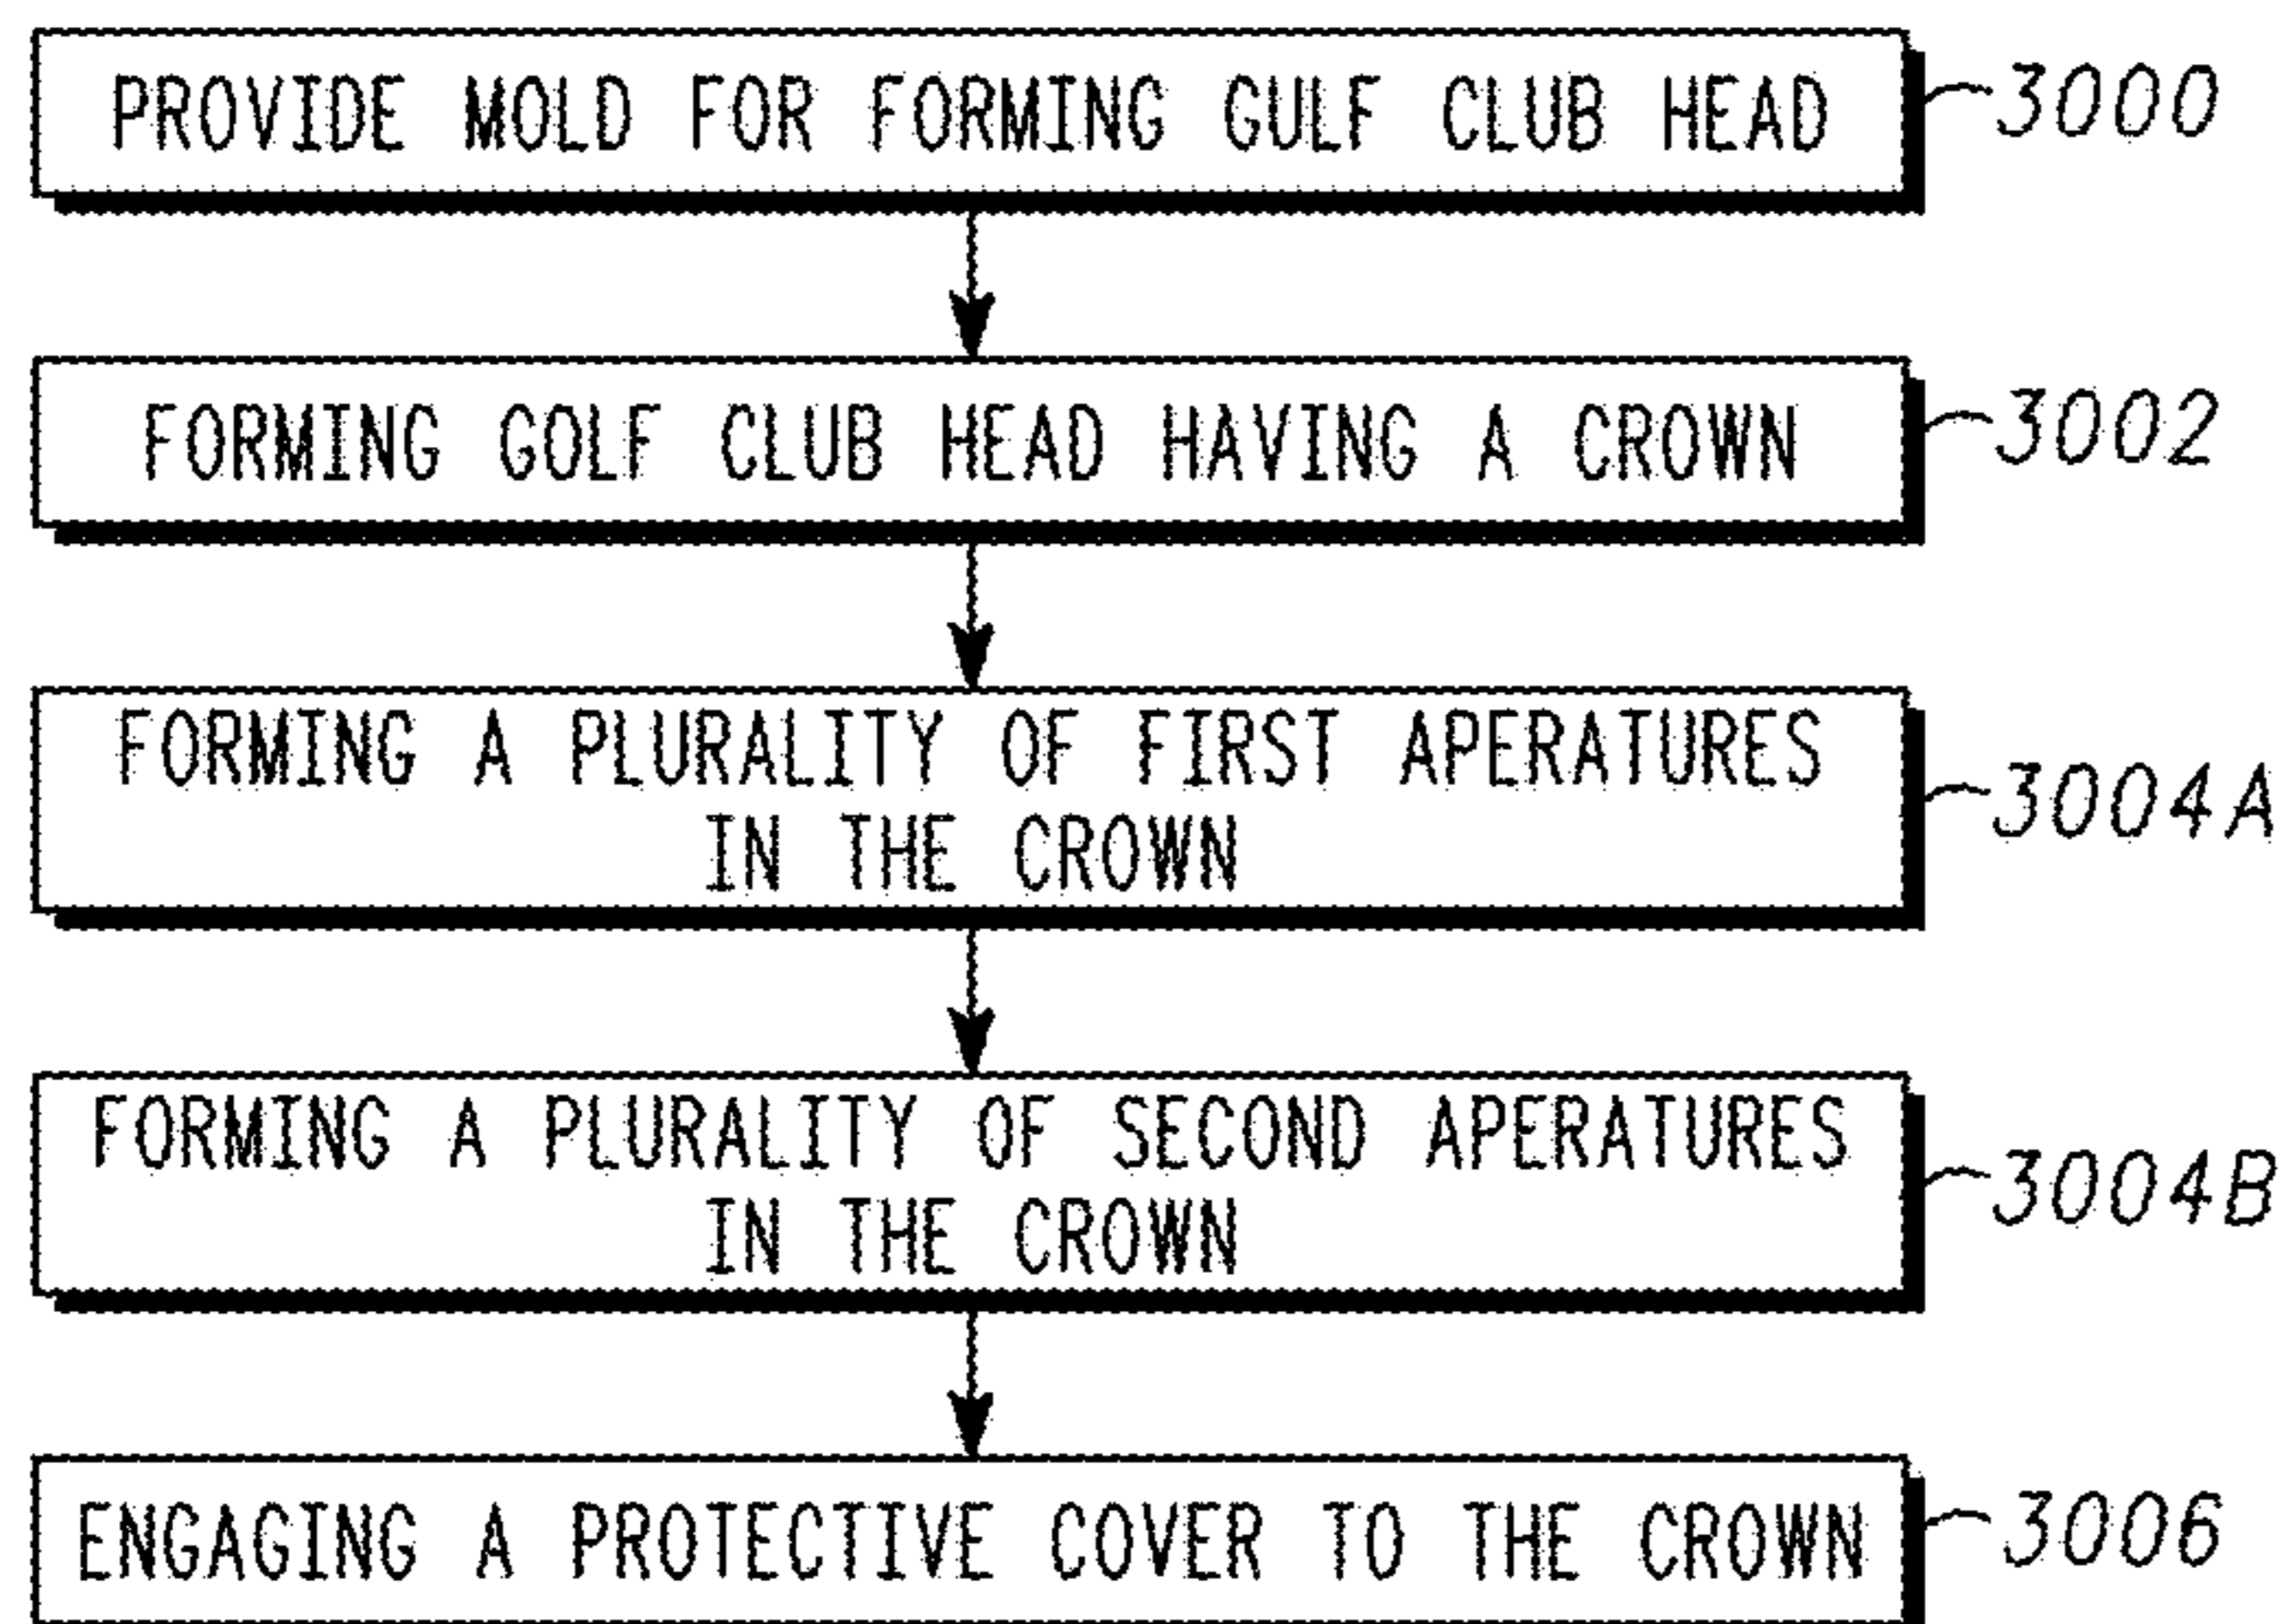 PROVIDE MOLD FOR FORMING GULF CLUB HEAD 3000
FORMING GOLF CLUB HEAD HAVING A CROWN 3002
FORMING A PLURALITY OF FIRST APERATURES
IN THE CROWN
3004A
FORMING A PLURALITY OF SECOND APERATURES
IN THE CROWN
3004B
ENGAGING A PROTECTIVE COVER TO THE CROWN 3006